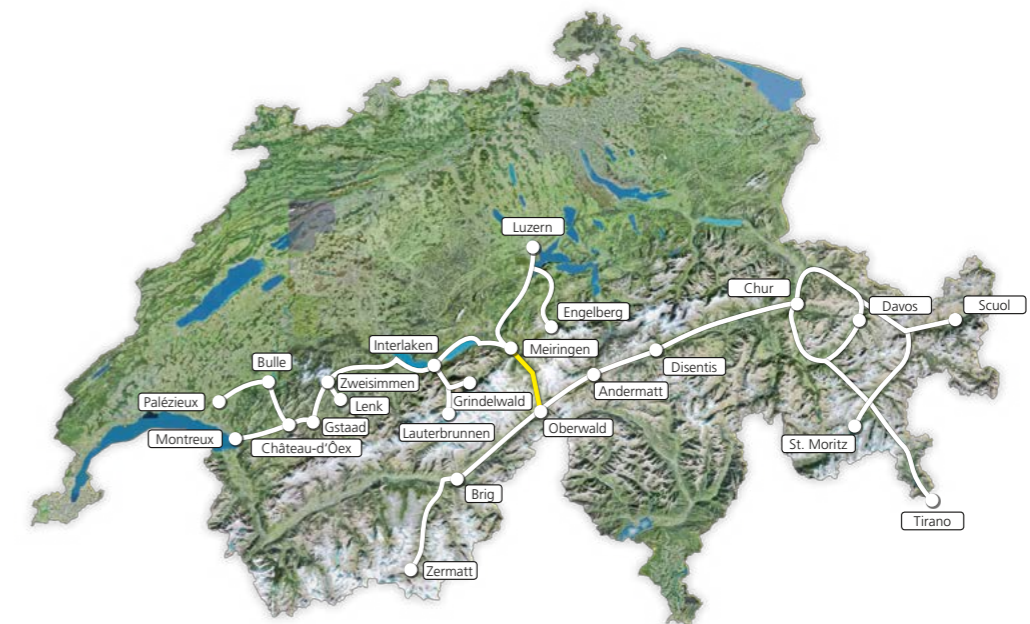 Luzern
Engelberg
Chur
Davos
Scuol
Interlaken
Meiringen
Disentis
Bulle
Zweisimmen
Grindelwald
Andermatt
Palézieux
Lenk
Gstaad
Lauterbrunnen
Oberwald
Montreux
Château-d'Ôex
St. Moritz
Brig
Tirano
Zermatt